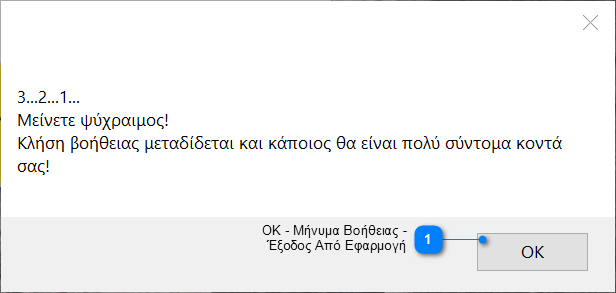 3...2...1...
Μείνετε ψύχραιμος!
Κλήση βοήθειας μεταδίδεται και κάποιος θα είναι πολύ σύντομα κοντά
σας!
OK - Μήνυμα Βοήθειας -
Έξοδος Από Εφαρμογή
1
OK